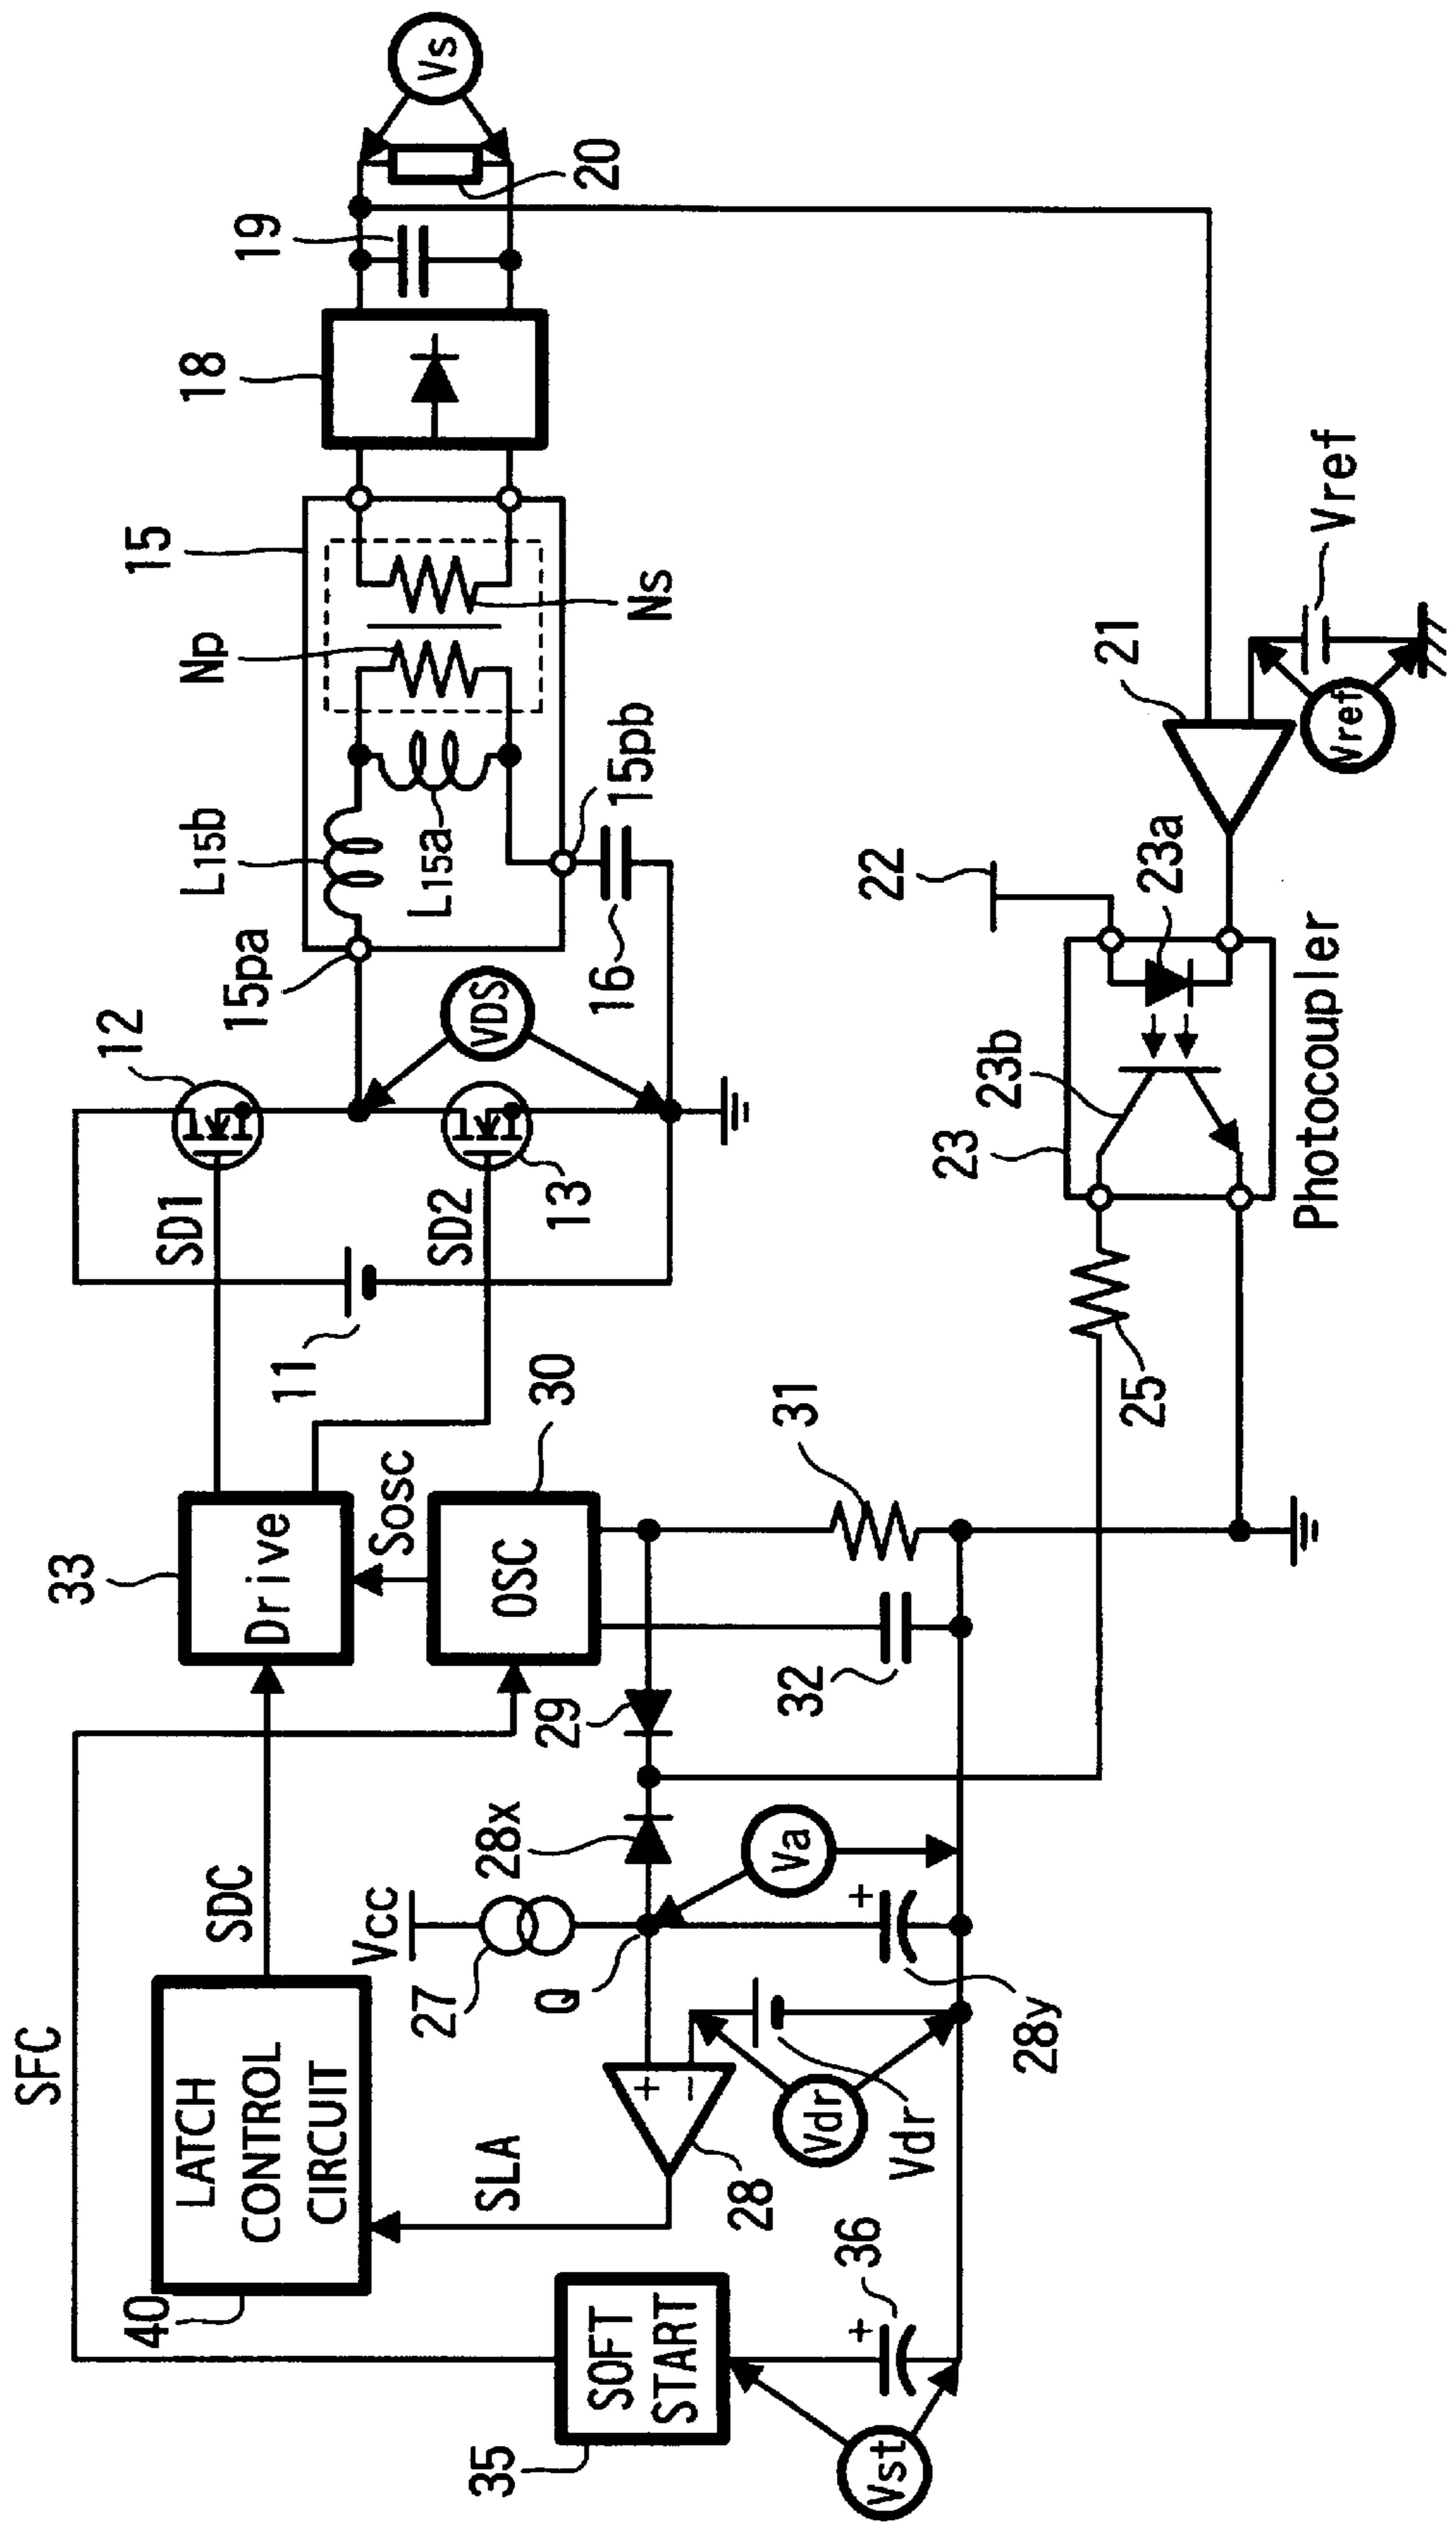 SFC
40
LATCH
CONTROL
CIRCUIT
SDC
33
Drive
SD1
12
15pa
L15b
Np
15
18
19
Vs
35
SOFT
START
SLA
Vcc
27
Q
28x
29
Sosc
OSC
30
11
SD2
13
VDS
16
L15a
15pb
Ns
20
Vst
36
+
28
+
−
Vdr
Vdr
28y
+
Va
32
31
25
23
23b
22
23a
21
Vref
Vref
Photocoupler